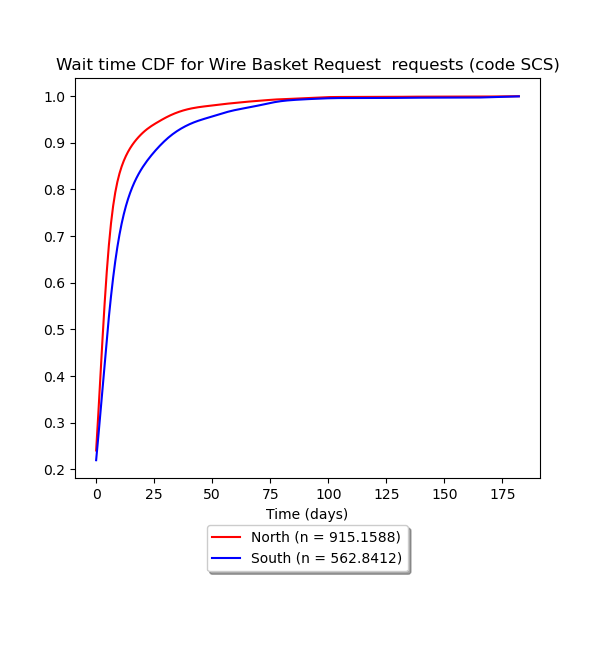 Wait time CDF for Wire Basket Request  requests (code SCS)
1.0
0.9
0.8
0.7
0.6
0.5
0.4
0.3
0.2
0 25 50 75 100 125 150 175
Time (days)
North (n = 915.1588)
South (n = 562.8412)